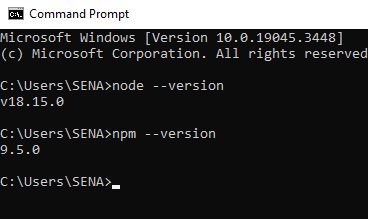 Command Prompt
Microsoft Windows [Version 10.0.19045.3448]
(c) Microsoft Corporation. All rights reserved
C:\Users\SENA>node --version
v18.15.0
C:\Users\SENA>npm --version
9.5.0
C:\Users\SENA>